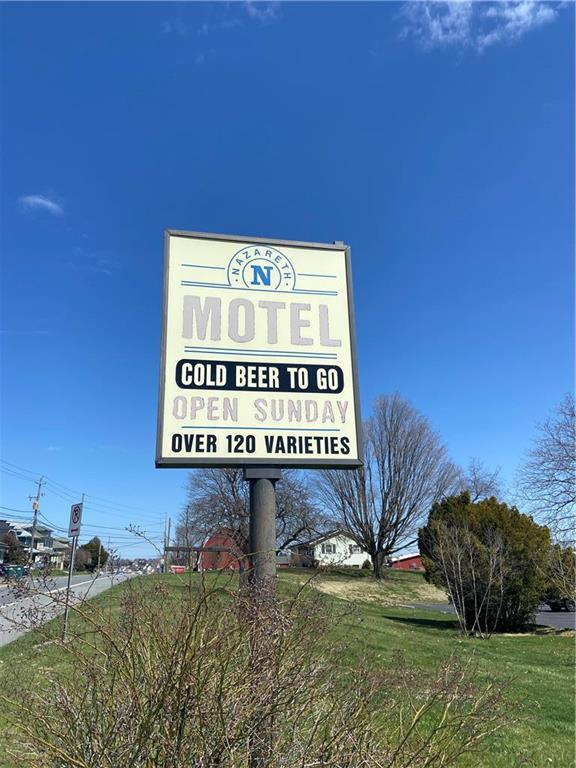 NAZARETH
N
MOTEL
COLD BEER TO GO
OPEN SUNDAY
OVER 120 VARIETIES